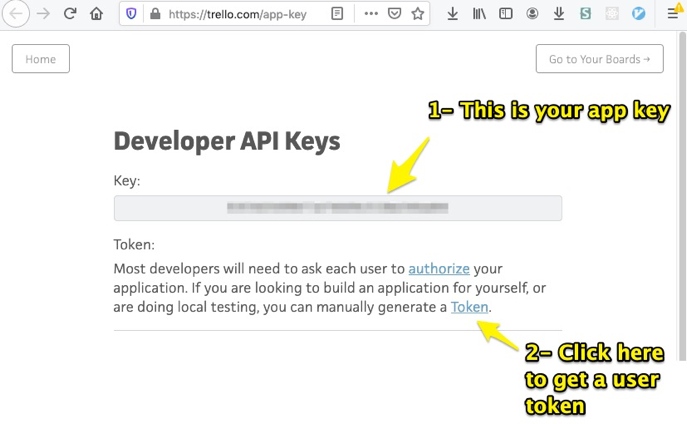 https://trello.com/app-key
Home
Go to Your Boards →
1- This is your app key
Developer API Keys
Key:
Token:
Most developers will need to ask each user to authorize your
application. If you are looking to build an application for yourself, or
are doing local testing, you can manually generate a Token.
2- Click here
to get a user
token